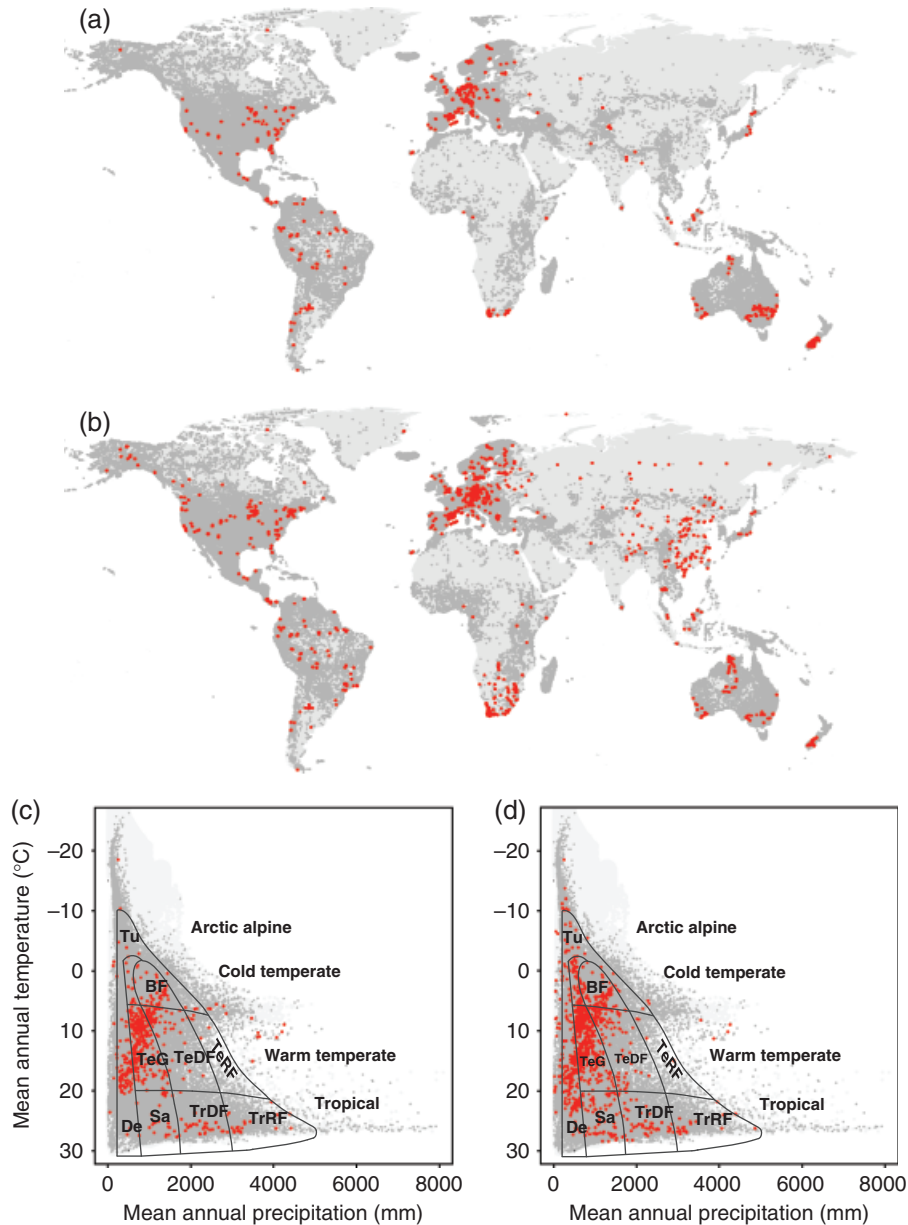 (a)
(b)
(c)
(d)
Mean annual temperature (°C)
–20
–10
0
10
20
30
Tu
BF
TeG
TeDF
TeRF
De
Sa
TrDF
TrRF
Arctic alpine
Cold temperate
Warm temperate
Tropical
0 2000 4000 6000 8000
Mean annual precipitation (mm)
–20
–10
0
10
20
30
Tu
BF
TeG
TeDF
TeRF
De
Sa
TrDF
TrRF
Arctic alpine
Cold temperate
Warm temperate
Tropical
0 2000 4000 6000 8000
Mean annual precipitation (mm)